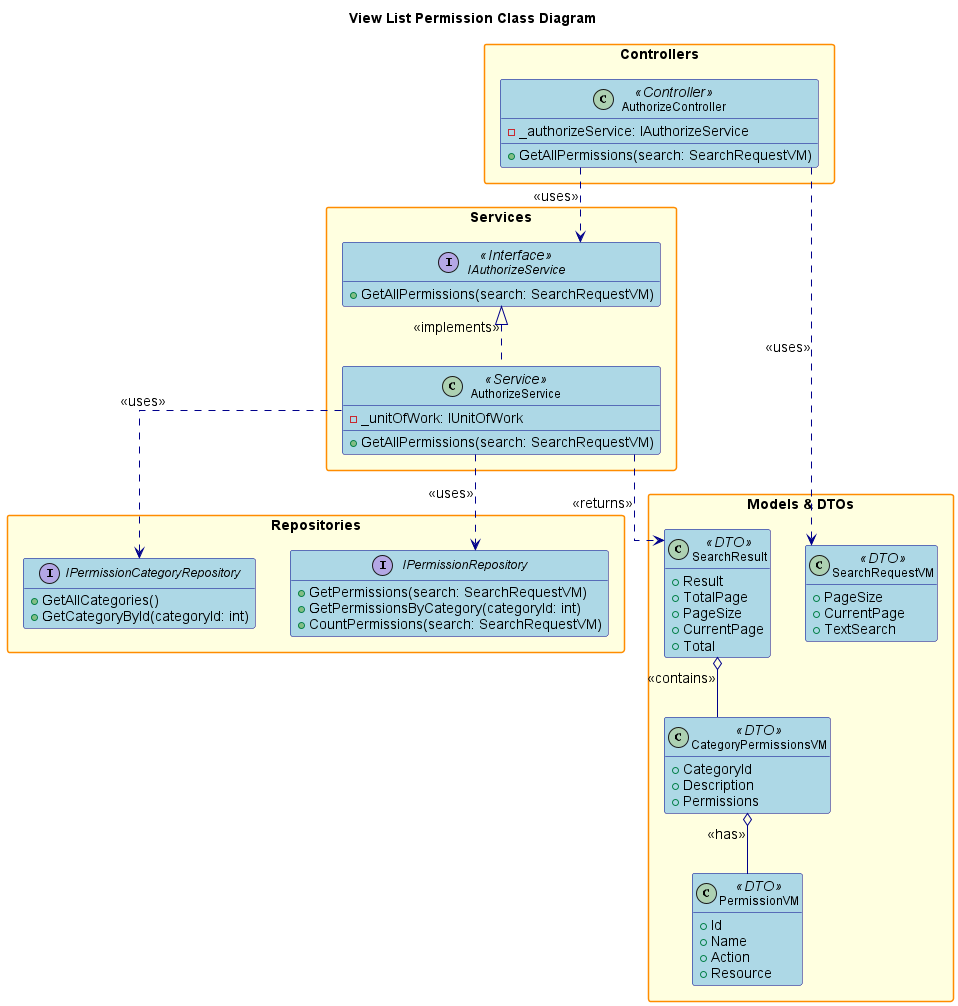 View List Permission Class Diagram
Controllers
C
«Controller»
AuthorizeController
_authorizeService: IAuthorizeService
GetAllPermissions(search: SearchRequestVM)
«uses»
Services
I
«Interface»
IAuthorizeService
GetAllPermissions(search: SearchRequestVM)
«implements»
«uses»
C
«Service»
AuthorizeService
_unitOfWork: IUnitOfWork
GetAllPermissions(search: SearchRequestVM)
«uses»
«uses»
«returns»
Repositories
I
IPermissionCategoryRepository
GetAllCategories()
GetCategoryById(categoryId: int)
I
IPermissionRepository
GetPermissions(search: SearchRequestVM)
GetPermissionsByCategory(categoryId: int)
CountPermissions(search: SearchRequestVM)
Models & DTOs
C
«DTO»
SearchResult
Result
TotalPage
PageSize
CurrentPage
Total
C
«DTO»
SearchRequestVM
PageSize
CurrentPage
TextSearch
«contains»
C
«DTO»
CategoryPermissionsVM
CategoryId
Description
Permissions
«has»
C
«DTO»
PermissionVM
Id
Name
Action
Resource